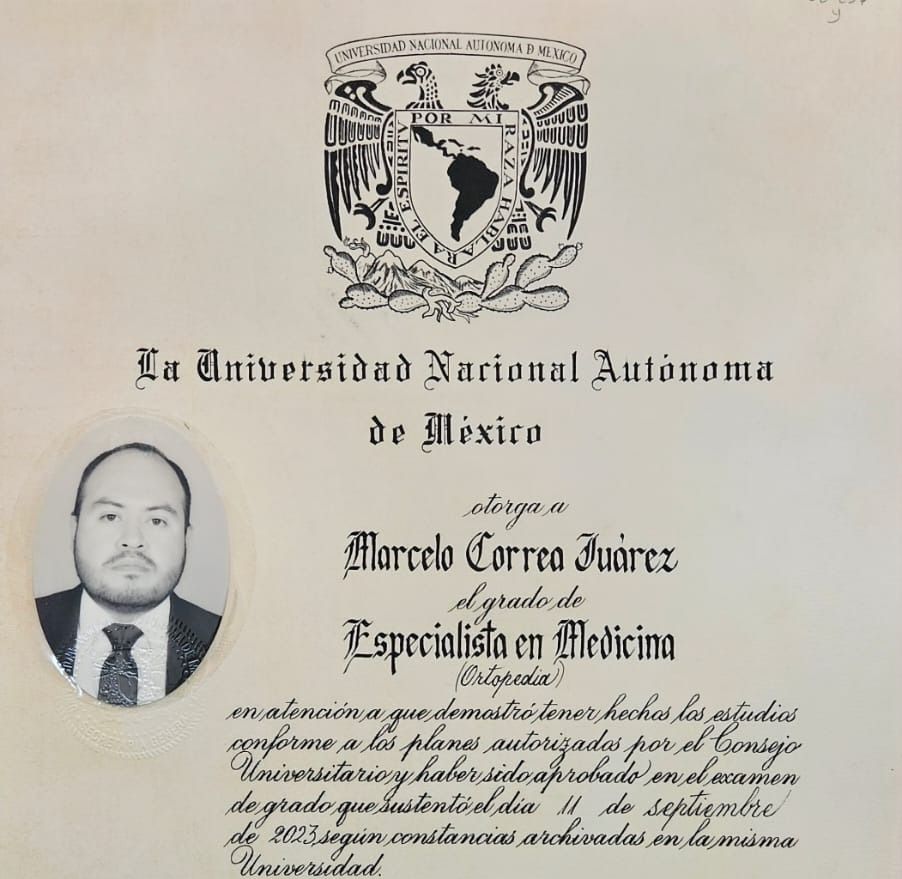 UNIVERSIDAD NACIONAL AUTONOMA D MEXICO
POR MI RAZA HABLARA EL ESPIRITV
La Universidad Nacional Autónoma
de México
otorga a
Marcelo Correa Juárez
el grado de
Especialista en Medicina
(Ortopedia)
en atención a que demostró tener hechos los estudios
conforme a los planes autorizados por el Consejo
Universitario y haber sido aprobado en el examen
de grado que sustentó el día 11 de septiembre
de 2023, según constancias archivadas en la misma
Universidad.